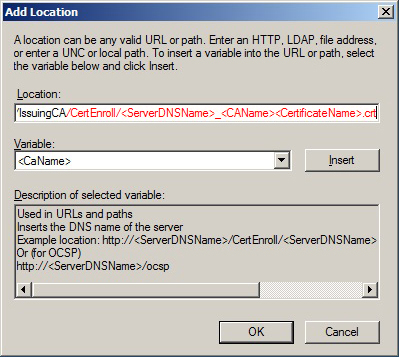 Add Location
A location can be any valid URL or path. Enter an HTTP, LDAP, file address,
or enter a UNC or local path. To insert a variable into the URL or path, select
the variable below and click Insert.
Location:
/IssuingCA/CertEnroll/<ServerDNSName>_<CAName><CertificateName>.crt
Variable:
<CaName>
Insert
Description of selected variable:
Used in URLs and paths
Inserts the DNS name of the server
Example location: http://<ServerDNSName>/CertEnroll/<ServerDNSName>
Or (for OCSP)
http://<ServerDNSName>/ocsp
OK
Cancel